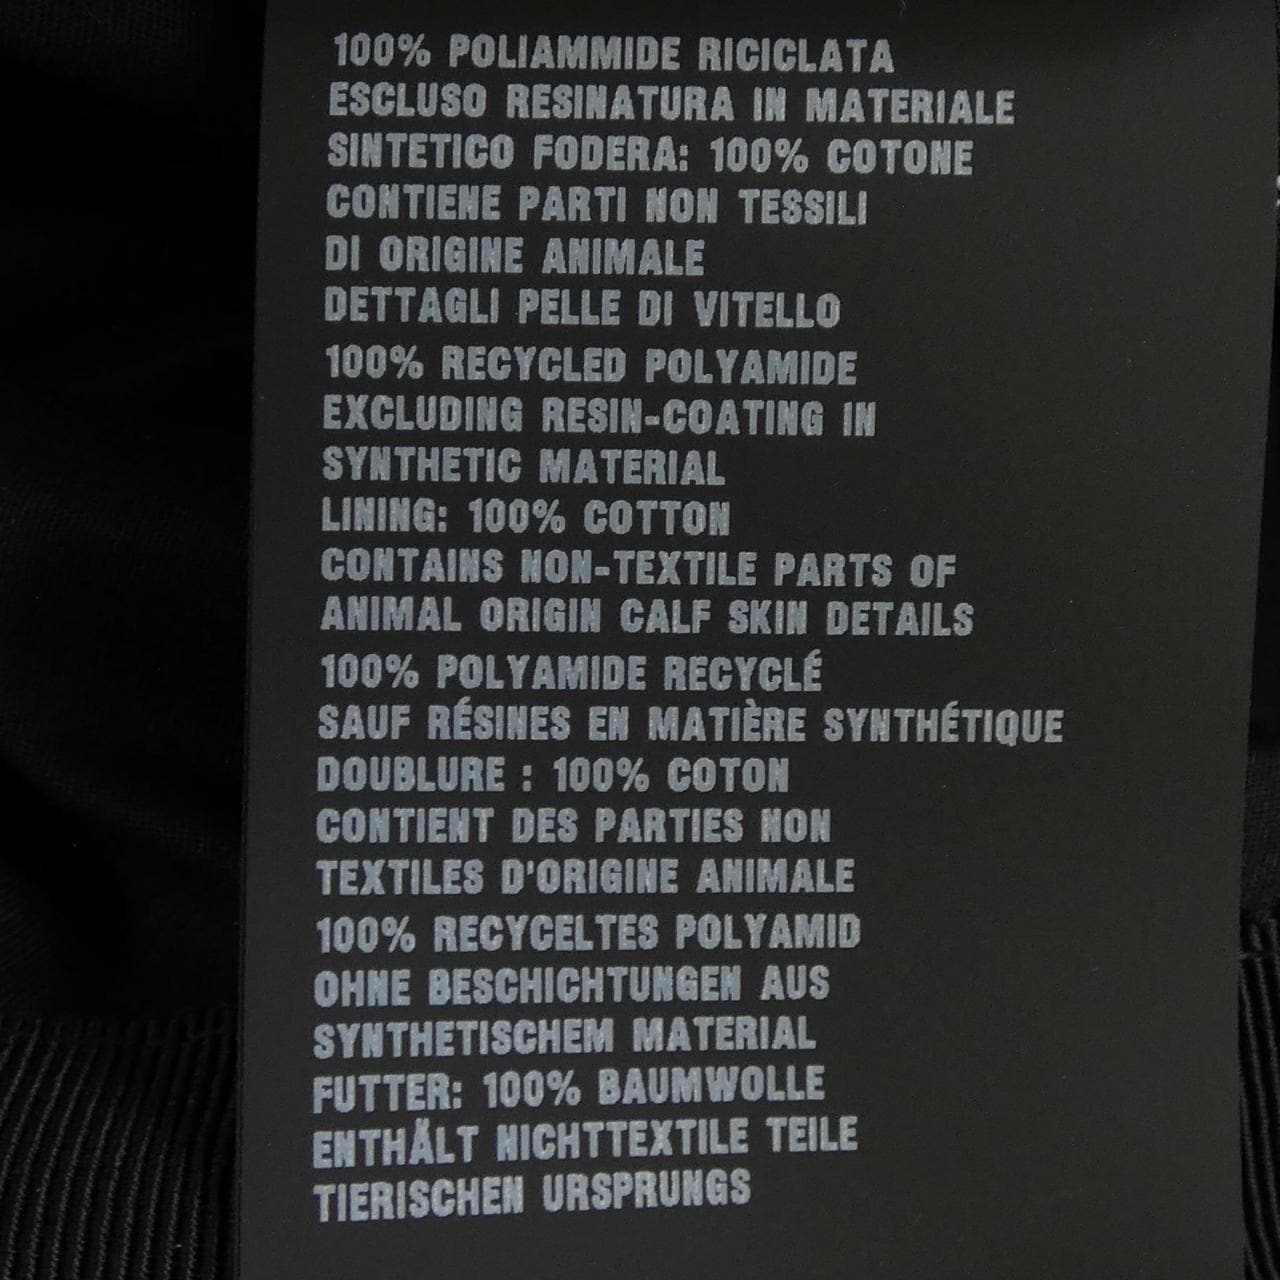 100% POLIAMMIDE RICICLATA
ESCLUSO RESINATURA IN MATERIALE
SINTETICO FODERA: 100% COTONE
CONTIENE PARTI NON TESSILI
DI ORIGINE ANIMALE
DETTAGLI PELLE DI VITELLO
100% RECYCLED POLYAMIDE
EXCLUDING RESIN-COATING IN
SYNTHETIC MATERIAL
LINING: 100% COTTON
CONTAINS NON-TEXTILE PARTS OF
ANIMAL ORIGIN CALF SKIN DETAILS
100% POLYAMIDE RECYCLÉ
SAUF RÉSINES EN MATIÈRE SYNTHÉTIQUE
DOUBLURE : 100% COTON
CONTIENT DES PARTIES NON
TEXTILES D'ORIGINE ANIMALE
100% RECYCELTES POLYAMID
OHNE BESCHICHTUNGEN AUS
SYNTHETISCHEM MATERIAL
FUTTER: 100% BAUMWOLLE
ENTHÄLT NICHTTEXTILE TEILE
TIERISCHEN URSPRUNGS